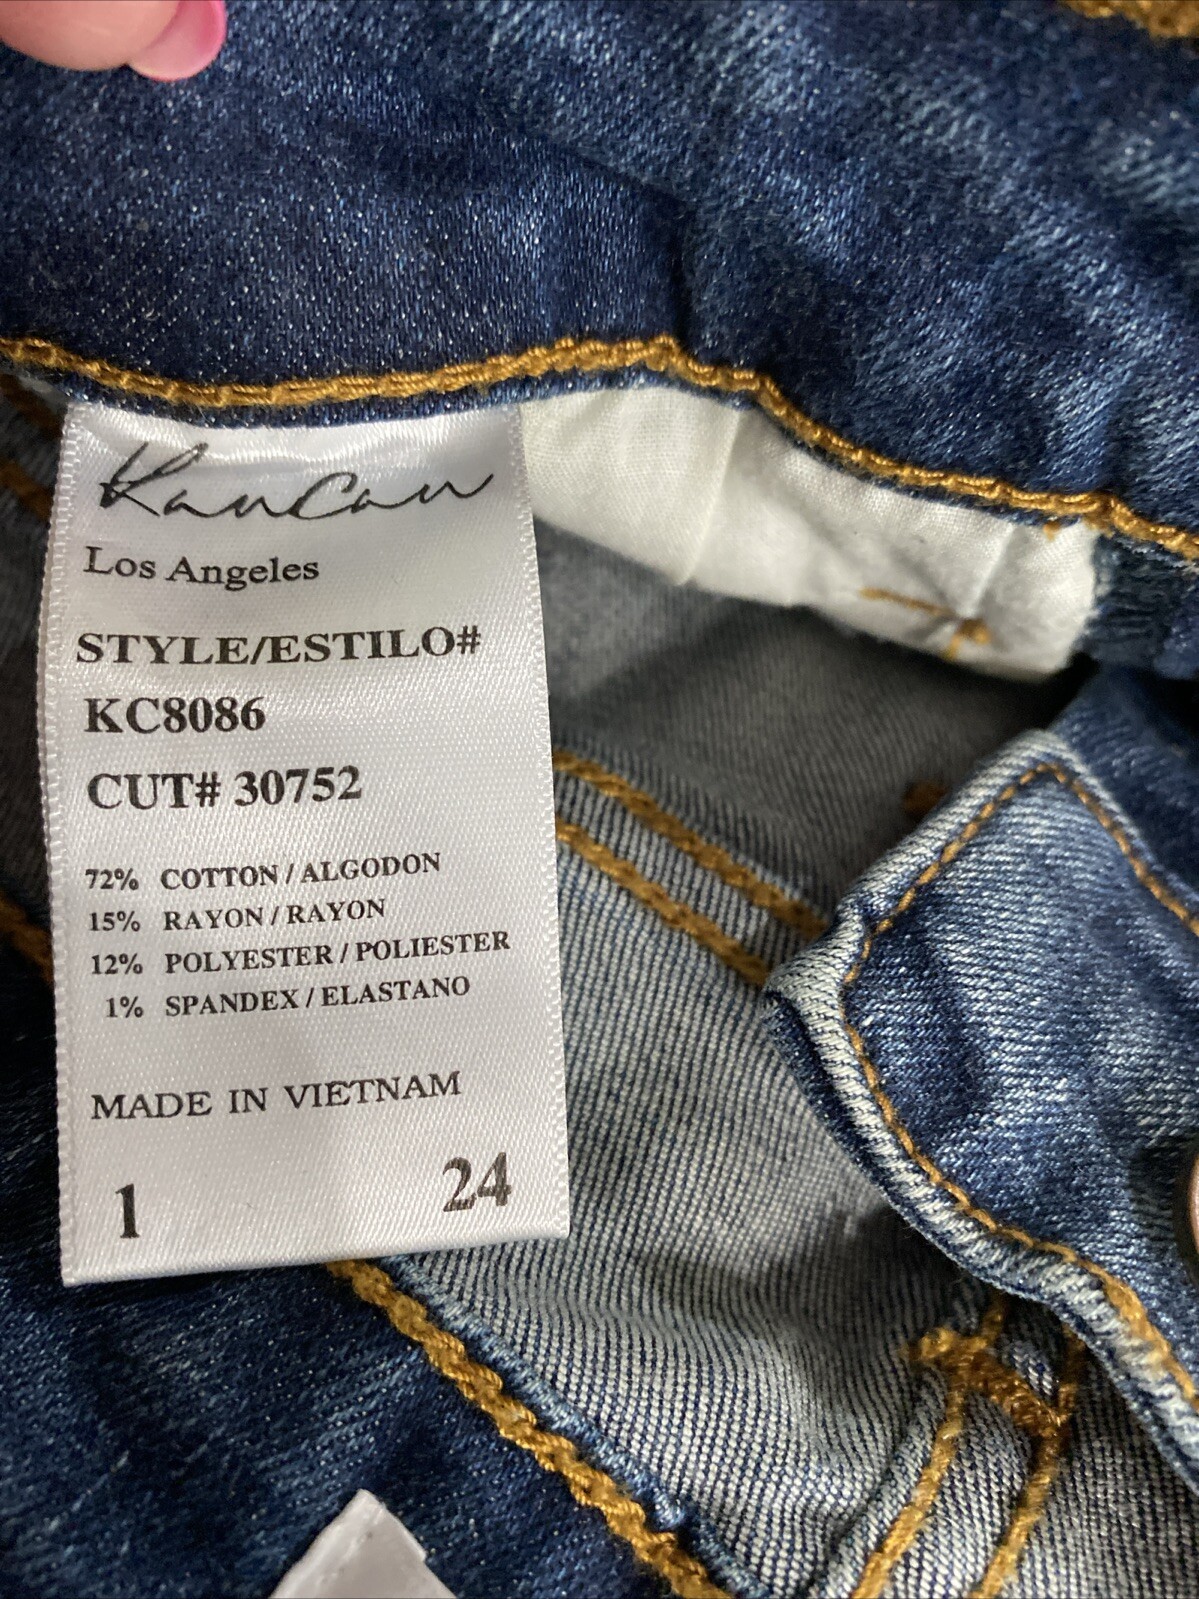 KanCan
Los Angeles
STYLE/ESTILO#
KC8086
CUT# 30752
72% COTTON / ALGODON
15% RAYON / RAYON
12% POLYESTER / POLIESTER
1% SPANDEX / ELASTANO
MADE IN VIETNAM
1 24